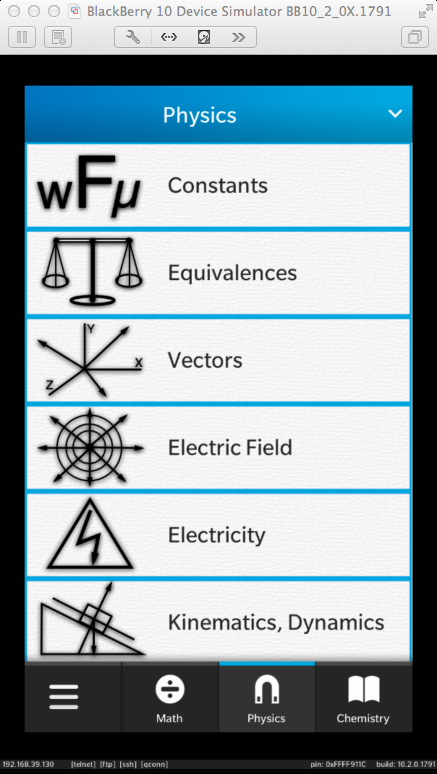 BlackBerry 10 Device Simulator BB10_2_0X.1791
Physics
wFμ Constants
Equivalences
Y
X
Z
Vectors
Electric Field
Electricity
Kinematics, Dynamics
Math Physics Chemistry
192.168.39.130 [telnet] [ftp] [ssh] [qconn] pin: 0xFFFF911C build: 10.2.0.1791